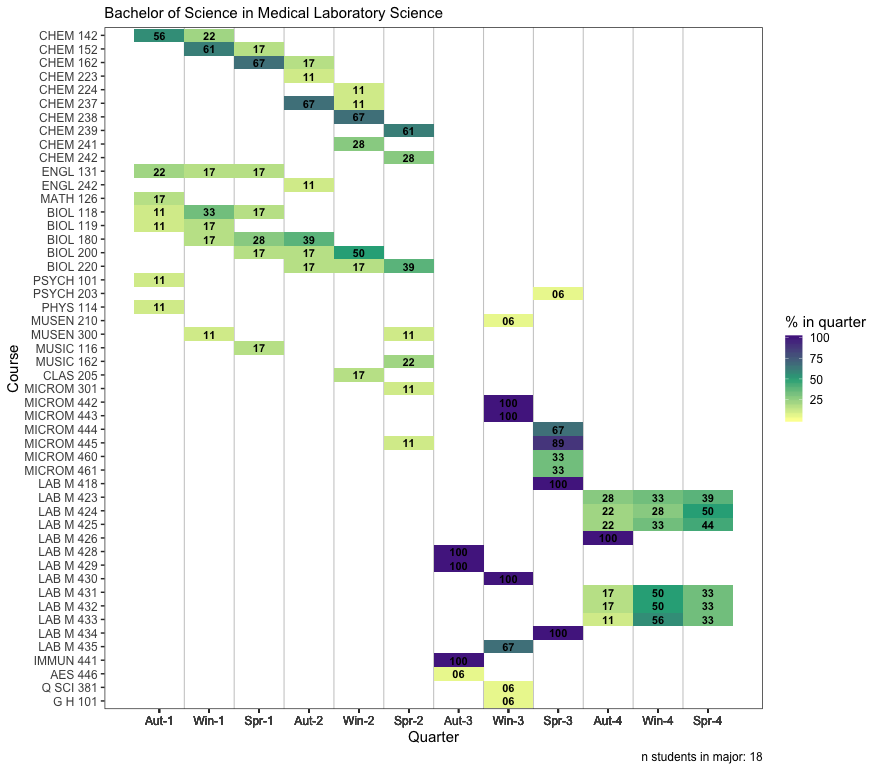 Bachelor of Science in Medical Laboratory Science
Course
CHEM 142 56 22
CHEM 152 61 17
CHEM 162 67 17
CHEM 223 11
CHEM 224 11
CHEM 237 67 11
CHEM 238 67
CHEM 239 61
CHEM 241 28
CHEM 242 28
ENGL 131 22 17 17
ENGL 242 11
MATH 126 17
BIOL 118 11 33 17
BIOL 119 11 17
BIOL 180 17 28 39
BIOL 200 17 17 50
BIOL 220 17 17 39
PSYCH 101 11
PSYCH 203 06
PHYS 114 11
MUSEN 210 06
MUSEN 300 11 11
MUSIC 116 17
MUSIC 162 22
CLAS 205 17
MICROM 301 11
MICROM 442 100
MICROM 443 100
MICROM 444 67
MICROM 445 11 89
MICROM 460 33
MICROM 461 33
LAB M 418 100
LAB M 423 28 33 39
LAB M 424 22 28 50
LAB M 425 22 33 44
LAB M 426 100
LAB M 428 100
LAB M 429 100
LAB M 430 100
LAB M 431 17 50 33
LAB M 432 17 50 33
LAB M 433 11 56 33
LAB M 434 100
LAB M 435 67
IMMUN 441 100
AES 446 06
Q SCI 381 06
G H 101 06
Aut-1 Win-1 Spr-1 Aut-2 Win-2 Spr-2 Aut-3 Win-3 Spr-3 Aut-4 Win-4 Spr-4
Quarter
% in quarter
100
75
50
25
n students in major: 18